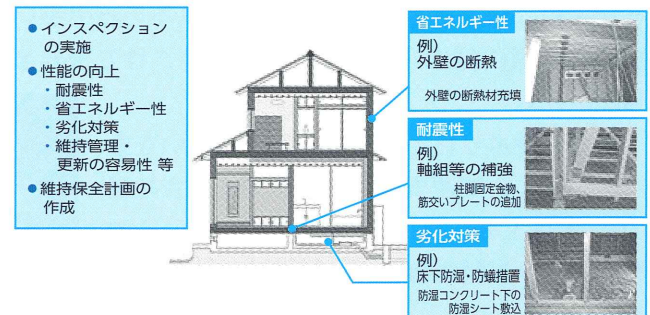 ●インスペクション
の実施
●性能の向上
・耐震性
・省エネルギー性
・劣化対策
・維持管理・
更新の容易性 等
●維持保全計画の
作成
省エネルギー性
例)
外壁の断熱
外壁の断熱材充填
耐震性
例)
軸組等の補強
柱脚固定金物、
筋交いプレートの追加
劣化対策
例)
床下防湿・防蟻措置
防湿コンクリート下の
防湿シート敷込